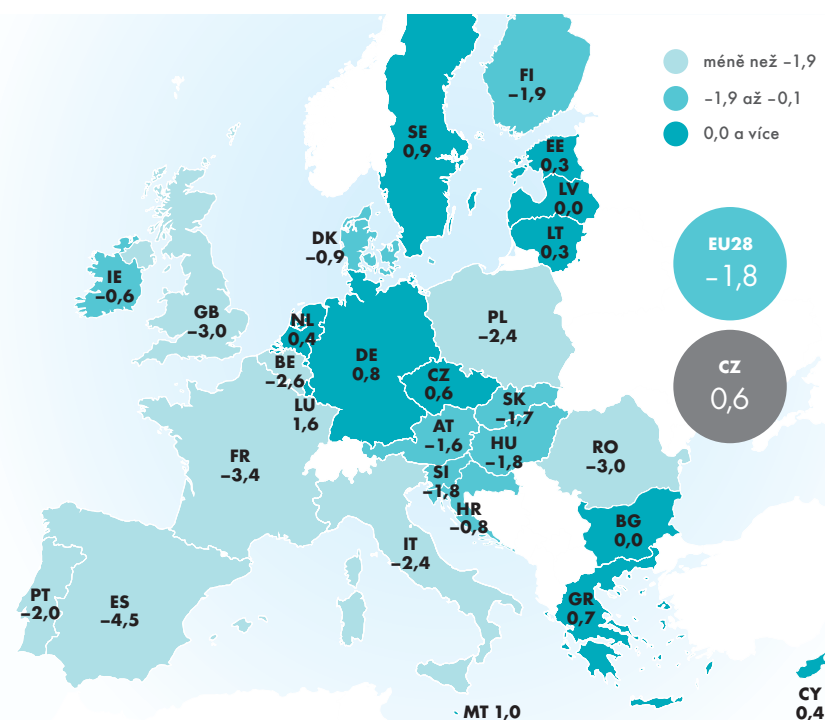 méně než –1,9
–1,9 až –0,1
0,0 a více
FI
–1,9
SE
0,9
EE
0,3
LV
0,0
LT
0,3
EU28
–1,8
DK
–0,9
IE
–0,6
GB
–3,0
NL
0,4
PL
–2,4
DE
0,8
BE
–2,6
CZ
0,6
CZ
0,6
LU
1,6
SK
–1,7
AT
–1,6
HU
–1,8
RO
–3,0
FR
–3,4
SI
–1,8
HR
–0,8
BG
0,0
IT
–2,4
PT
–2,0
ES
–4,5
GR
0,7
CY
0,4
MT 1,0